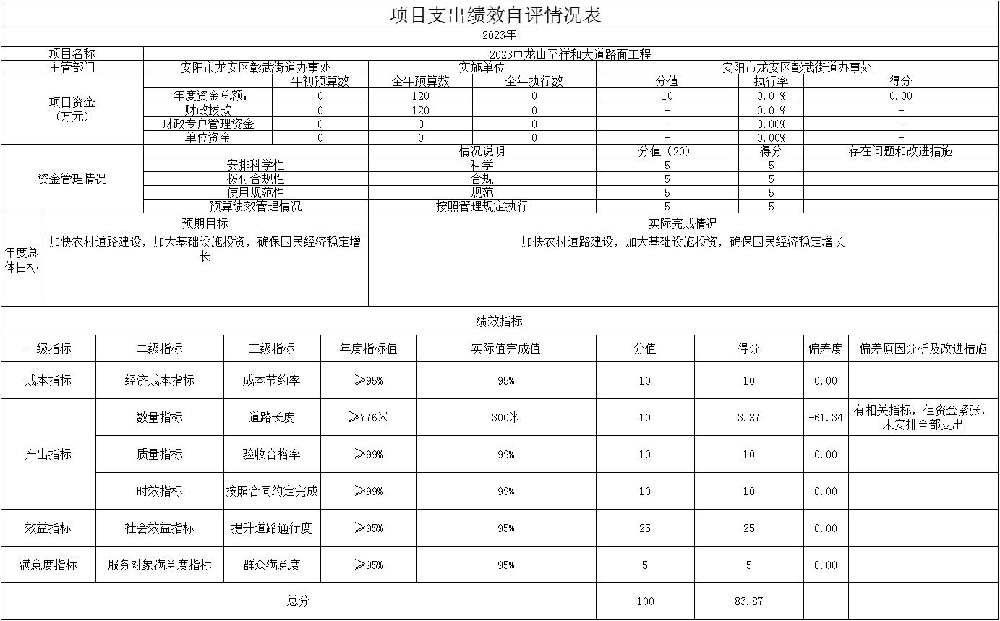 项目支出绩效自评情况表
2023年
项目名称 2023中龙山至祥和大道路面工程
主管部门 安阳市龙安区彰武街道办事处 实施单位 安阳市龙安区彰武街道办事处
项目资金
(万元) 年初预算数 全年预算数 全年执行数 分值 执行率 得分
年度资金总额: 0 120 0 10 0.0 % 0.00
财政拨款 0 120 0 - 0.0 % -
财政专户管理资金 0 0 0 - 0.00% -
单位资金 0 0 0 - 0.00% -
资金管理情况 情况说明 分值（20） 得分 存在问题和改进措施
安排科学性 科学 5 5
拨付合规性 合规 5 5
使用规范性 规范 5 5
预算绩效管理情况 按照管理规定执行 5 5
年度总
体目标 预期目标 实际完成情况
加快农村道路建设，加大基础设施投资，确保国民经济稳定增
长 加快农村道路建设，加大基础设施投资，确保国民经济稳定增长
绩效指标
一级指标 二级指标 三级指标 年度指标值 实际值完成值 分值 得分 偏差度 偏差原因分析及改进措施
成本指标 经济成本指标 成本节约率 ≥95% 95% 10 10 0.00
产出指标 数量指标 道路长度 ≥776米 300米 10 3.87 -61.34 有相关指标，但资金紧张，
未安排全部支出
质量指标 验收合格率 ≥99% 99% 10 10 0.00
时效指标 按照合同约定完成 ≥99% 99% 10 10 0.00
效益指标 社会效益指标 提升道路通行度 ≥95% 95% 25 25 0.00
满意度指标 服务对象满意度指标 群众满意度 ≥95% 95% 5 5 0.00
总分 100 83.87